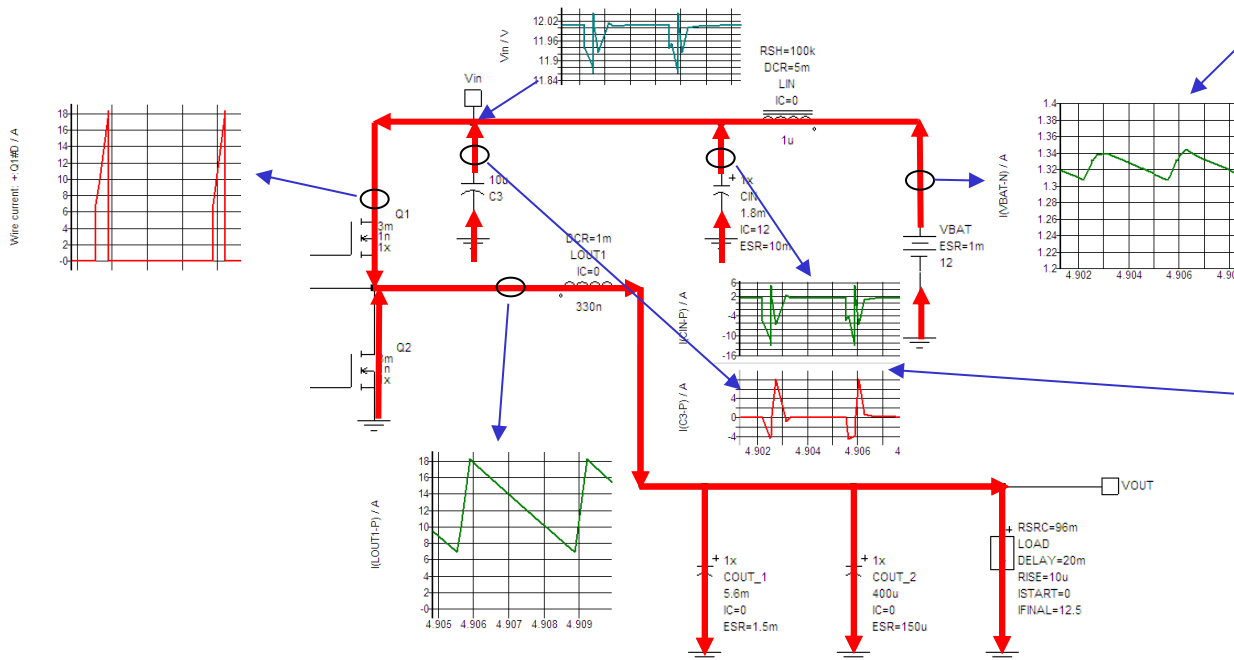 Vin / V
12.02
11.96
11.9
11.84
RSH=100k
DCR=5m
LIN
IC=0
1u
Vin
Wire current: +:Q1#D / A
18
16
14
12
10
8
6
4
2
-0
Q1
3m
1n
1x
10u
C3
1x
CIN
1.8m
IC=12
ESR=10m
VBAT
ESR=1m
12
I(VBAT-N) / A
1.4
1.38
1.36
1.34
1.32
1.3
1.28
1.26
1.24
1.22
1.2
4.902
4.904
4.906
DCR=1m
LOUT1
IC=0
330n
Q2
1n
1x
I(CIN-P) / A
6
2
-4
-10
-16
I(C3-P) / A
4
0
-4
4.902
4.904
4.906
4
I(LOUT1-P) / A
18
16
14
12
10
8
6
4
2
-0
4.905
4.906
4.907
4.908
4.909
VOUT
1x
COUT_1
5.6m
IC=0
ESR=1.5m
1x
COUT_2
400u
IC=0
ESR=150u
RSRC=96m
LOAD
DELAY=20m
RISE=10u
ISTART=0
IFINAL=12.5